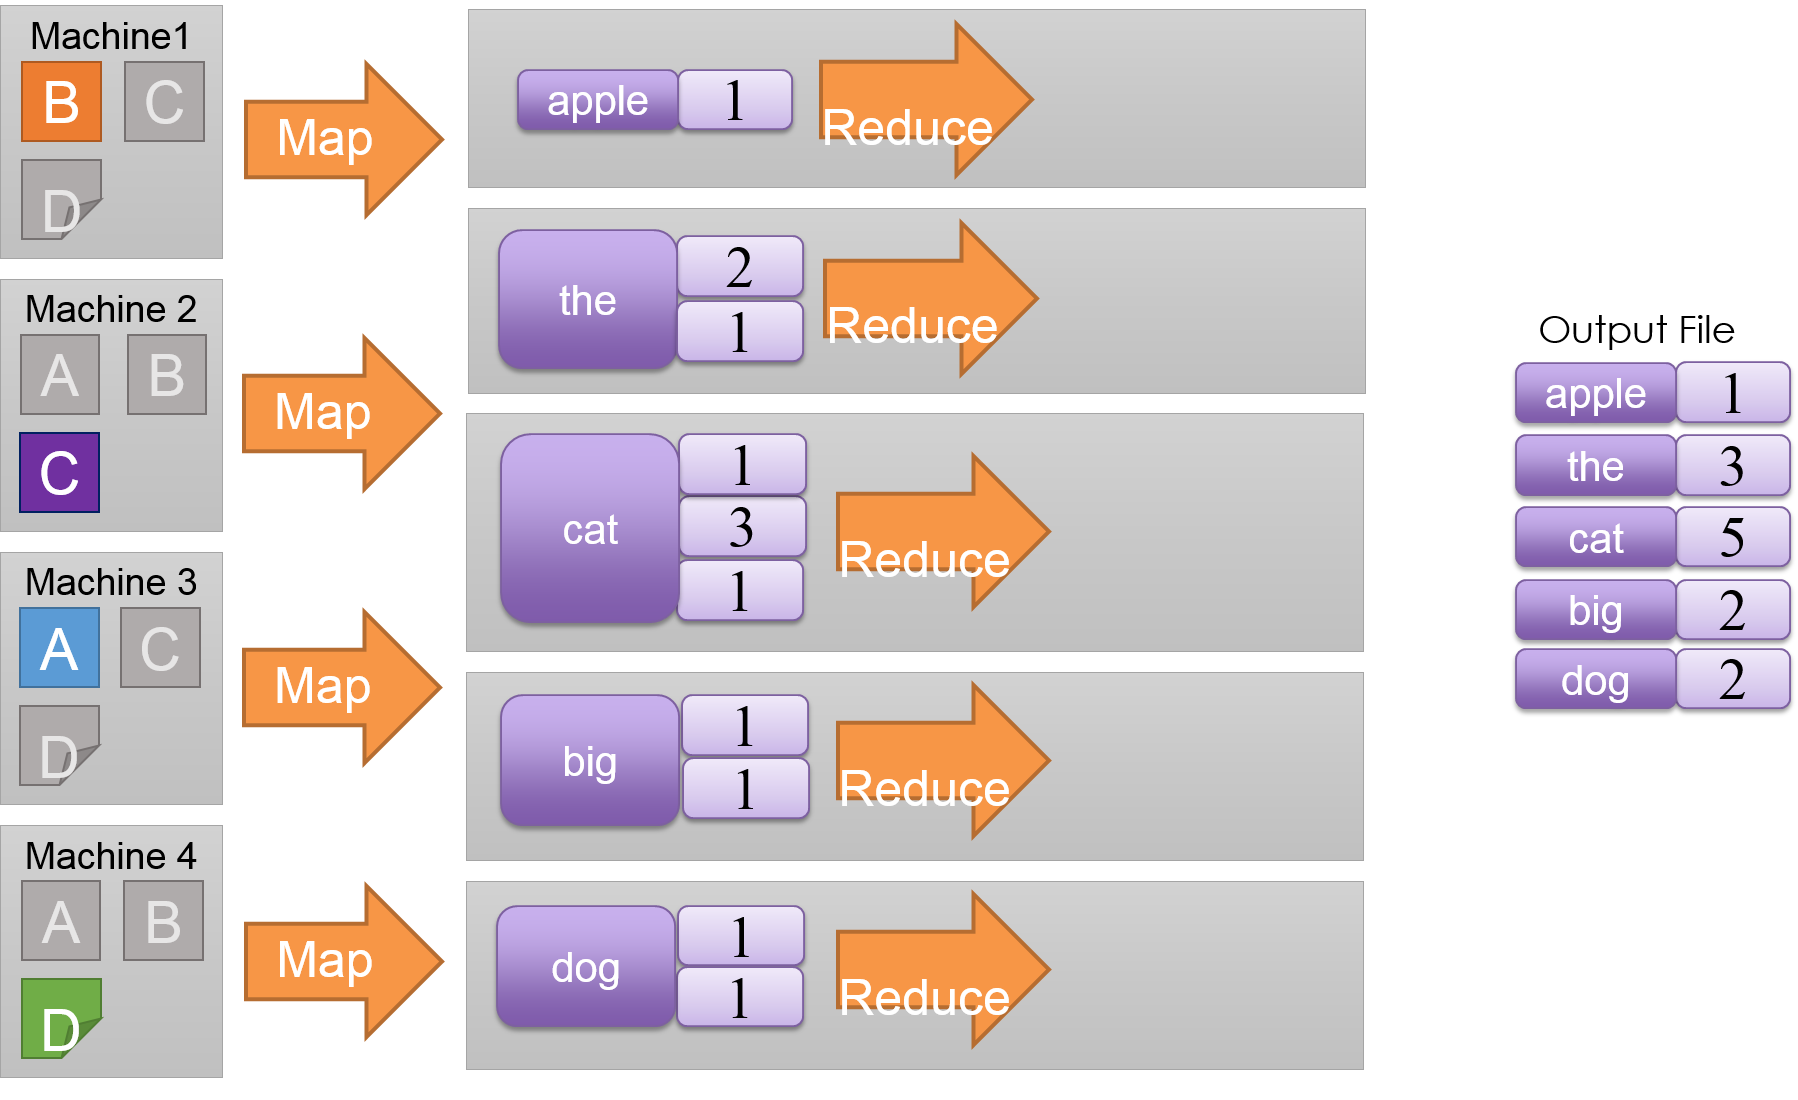 Machine1
B C
D
Map
Machine 2
A B
C
Map
Machine 3
A C
D
Map
Machine 4
A B
D
Map
apple 1
Reduce
the
2
1
Reduce
cat
1
3
1
Reduce
big
1
1
Reduce
dog
1
1
Reduce
Output File
apple 1
the 3
cat 5
big 2
dog 2